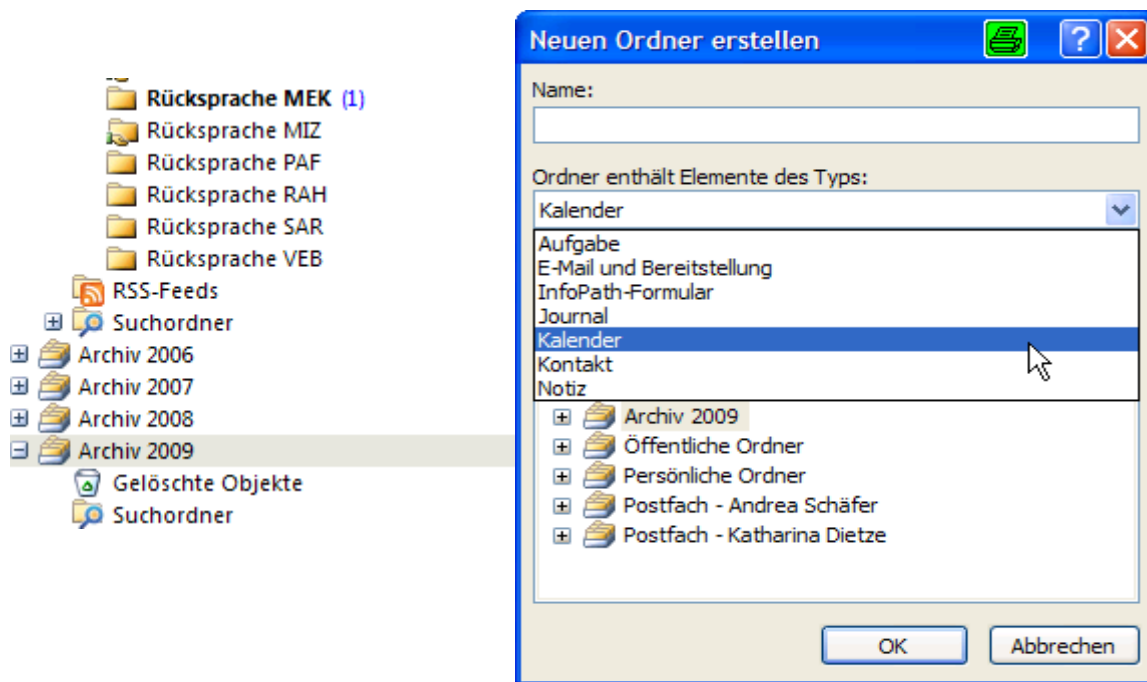 Rücksprache MEK (1)
Rücksprache MIZ
Rücksprache PAF
Rücksprache RAH
Rücksprache SAR
Rücksprache VEB
RSS-Feeds
Suchordner
Archiv 2006
Archiv 2007
Archiv 2008
Archiv 2009
Gelöschte Objekte
Suchordner
Neuen Ordner erstellen
Name:
Ordner enthält Elemente des Typs:
Kalender
Aufgabe
E-Mail und Bereitstellung
InfoPath-Formular
Journal
Kalender
Kontakt
Notiz
Archiv 2009
Öffentliche Ordner
Persönliche Ordner
Postfach - Andrea Schäfer
Postfach - Katharina Dietze
OK Abbrechen